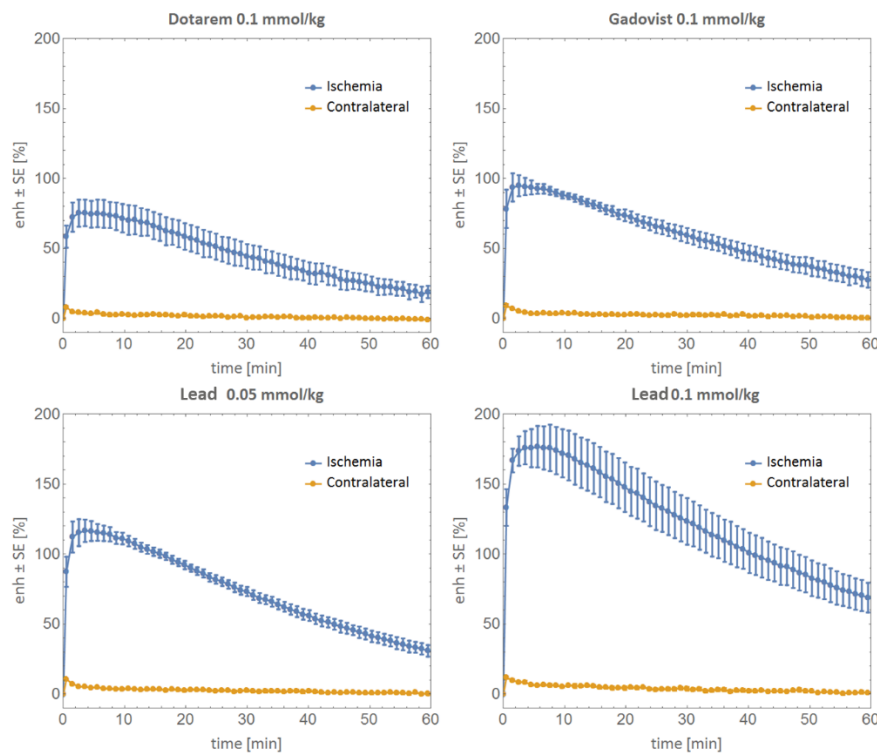 Dotarem 0.1 mmol/kg
200
150
100
50
0
enh ± SE [%]
Ischemia
Contralateral
0 10 20 30 40 50 60
time [min]
Gadovist 0.1 mmol/kg
200
150
100
50
0
enh ± SE [%]
Ischemia
Contralateral
0 10 20 30 40 50 60
time [min]
Lead 0.05 mmol/kg
200
150
100
50
0
enh ± SE [%]
Ischemia
Contralateral
0 10 20 30 40 50 60
time [min]
Lead 0.1 mmol/kg
200
150
100
50
0
enh ± SE [%]
Ischemia
Contralateral
0 10 20 30 40 50 60
time [min]